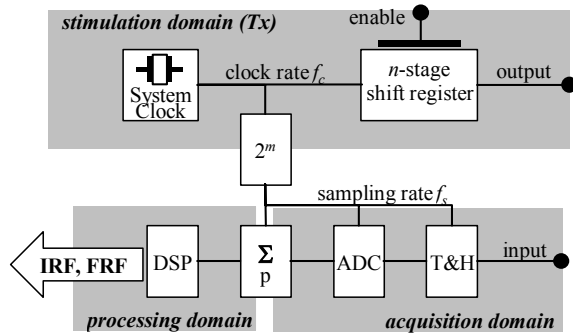 enable
stimulation domain (Tx)
clock rate f_c
n-stage
shift register
output
System
Clock
2^m
sampling rate f_s
IRF, FRF
DSP
Σ
p
ADC
T&H
input
processing domain
acquisition domain